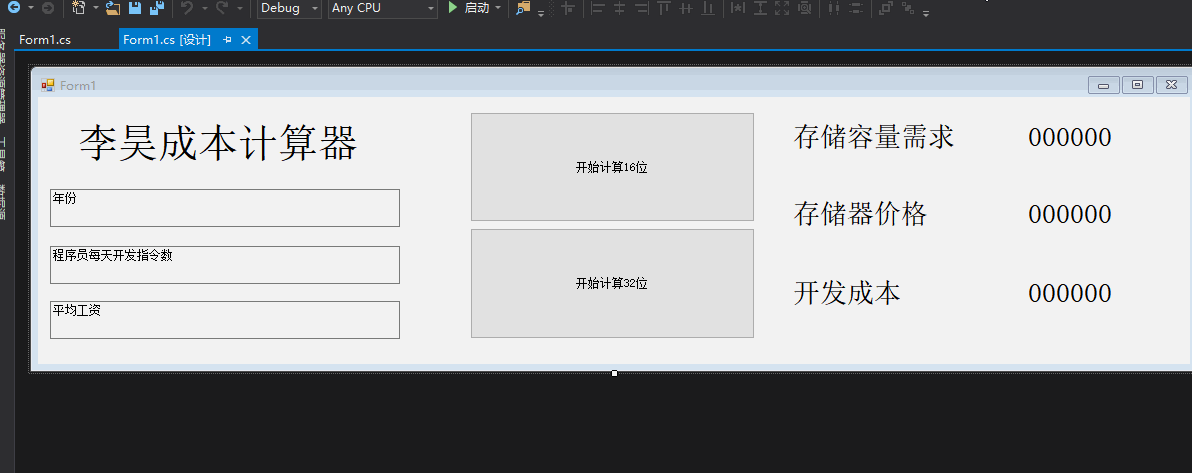 Debug
Any CPU
启动
Form1.cs
Form1.cs [设计]
Form1
李昊成本计算器
年份
程序员每天开发指令数
平均工资
开始计算16位
开始计算32位
存储容量需求 000000
存储器价格 000000
开发成本 000000